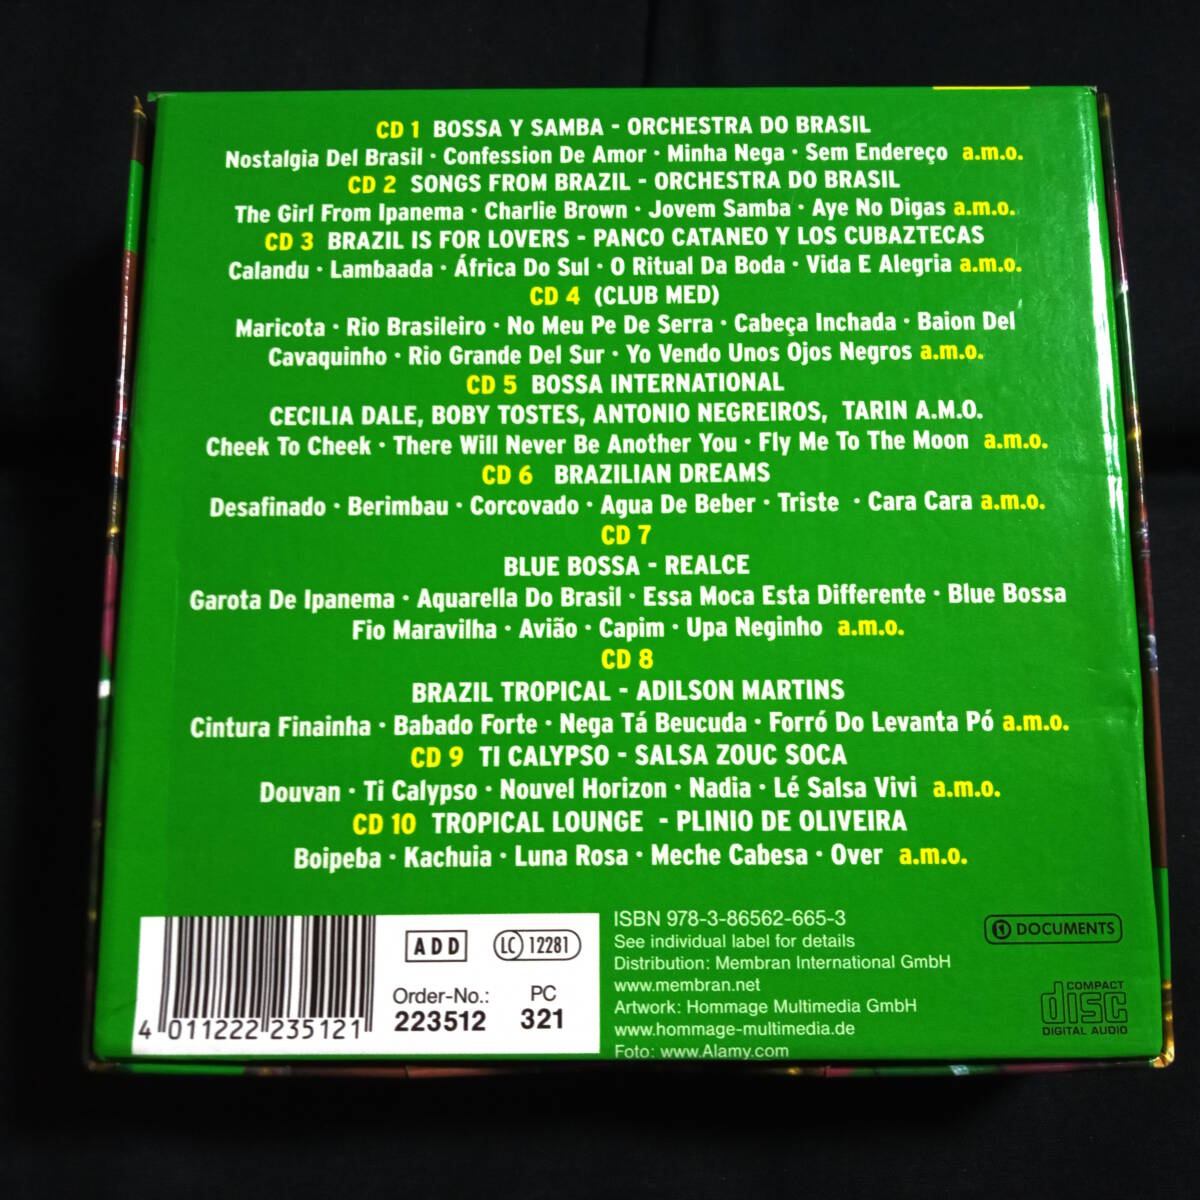 CD 1 BOSSA Y SAMBA - ORCHESTRA DO BRASIL
Nostalgia Del Brasil · Confession De Amor · Minha Nega · Sem Endereço a.m.o.
CD 2 SONGS FROM BRAZIL - ORCHESTRA DO BRASIL
The Girl From Ipanema · Charlie Brown · Jovem Samba · Aye No Digas a.m.o.
CD 3 BRAZIL IS FOR LOVERS - PANCO CATANEO Y LOS CUBAZTECAS
Calandu · Lambaada · África Do Sul · O Ritual Da Boda · Vida E Alegria a.m.o.
CD 4 (CLUB MED)
Maricota · Rio Brasileiro · No Meu Pe De Serra · Cabeça Inchada · Baion Del
Cavaquinho · Rio Grande Del Sur · Yo Vendo Unos Ojos Negros a.m.o.
CD 5 BOSSA INTERNATIONAL
CECILIA DALE, BOBY TOSTES, ANTONIO NEGREIROS, TARIN A.M.O.
Cheek To Cheek · There Will Never Be Another You · Fly Me To The Moon a.m.o.
CD 6 BRAZILIAN DREAMS
Desafinado · Berimbau · Corcovado · Agua De Beber · Triste · Cara Cara a.m.o.
CD 7
BLUE BOSSA - REALCE
Garota De Ipanema · Aquarella Do Brasil · Essa Moca Esta Differente · Blue Bossa
Fio Maravilha · Avião · Capim · Upa Neginho a.m.o.
CD 8
BRAZIL TROPICAL - ADILSON MARTINS
Cintura Finainha · Babado Forte · Nega Tá Beucuda · Forró Do Levanta Pó a.m.o.
CD 9 TI CALYPSO - SALSA ZOUC SOCA
Douvan · Ti Calypso · Nouvel Horizon · Nadia · Lé Salsa Vivi a.m.o.
CD 10 TROPICAL LOUNGE - PLINIO DE OLIVEIRA
Boipeba · Kachuia · Luna Rosa · Meche Cabesa · Over a.m.o.
4 011222 235121
ADD
LC 12281
Order-No.: PC
223512 321
ISBN 978-3-86562-665-3
See individual label for details
Distribution: Membran International GmbH
www.membran.net
Artwork: Hommage Multimedia GmbH
www.hommage-multimedia.de
Foto: www.Alamy.com
1 DOCUMENTS
COMPACT
disc
DIGITAL AUDIO